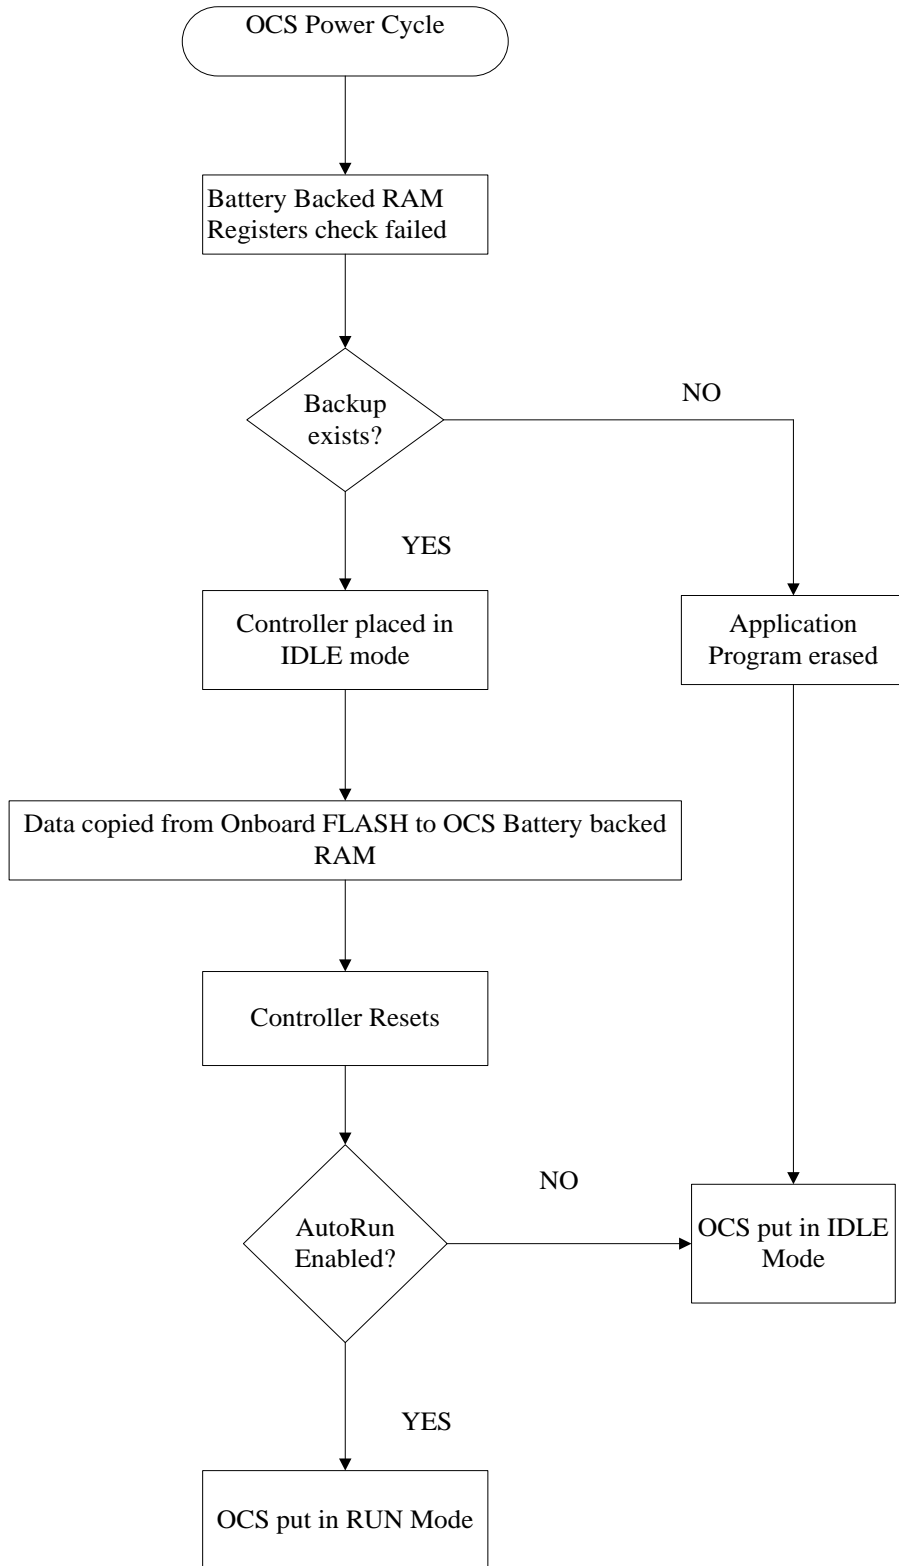 OCS Power Cycle
Battery Backed RAM
Registers check failed
Backup
exists?
NO
YES
Controller placed in
IDLE mode
Application
Program erased
Data copied from Onboard FLASH to OCS Battery backed
RAM
Controller Resets
AutoRun
Enabled?
NO
OCS put in IDLE
Mode
YES
OCS put in RUN Mode